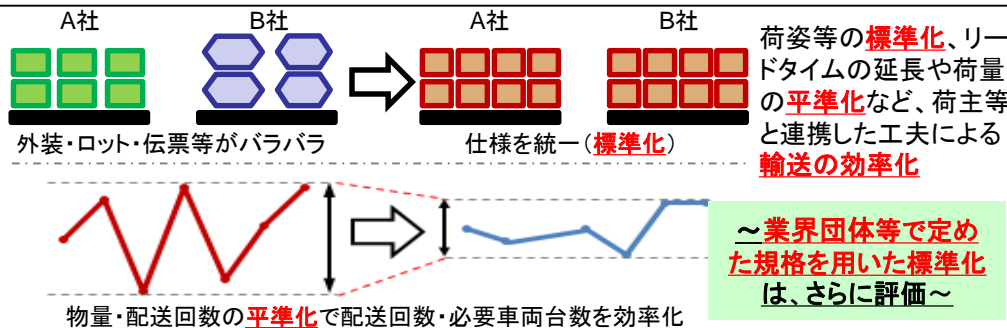 A社
B社
A社
B社
外装・ロット・伝票等がバラバラ
仕様を統一(標準化)
荷姿等の標準化、リー
ドタイムの延長や荷量
の平準化など、荷主等
と連携した工夫による
輸送の効率化
～業界団体等で定め
た規格を用いた標準化
は、さらに評価～
物量・配送回数の平準化で配送回数・必要車両台数を効率化